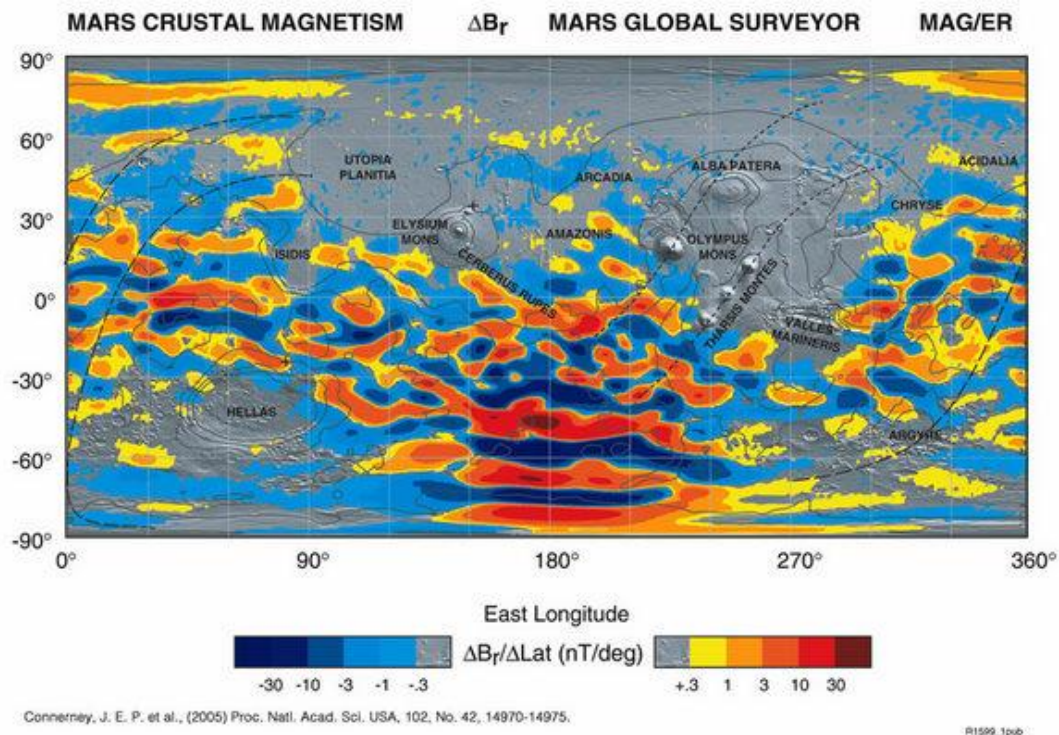 MARS CRUSTAL MAGNETISM ΔBr MARS GLOBAL SURVEYOR MAG/ER
90°
60°
UTOPIA
PLANITIA
ARCADIA
ALBA PATERA
ACIDALIA
30°
ELYSIUM
MONS
AMAZONIS
OLYMPUS
MONS
CHRYSE
ISIDIS
CERBERUS RUPES
THARSIS MONTES
0°
VALLES
MARINERIS
-30°
HELLAS
ARGYRE
-60°
-90°
0° 90° 180° 270° 360°
East Longitude
ΔBr/ΔLat (nT/deg)
-30 -10 -3 -1 -.3 +.3 1 3 10 30
Connerney, J. E. P. et al., (2005) Proc. Natl. Acad. Sci. USA, 102, No. 42, 14970-14975.
R1599_1pub